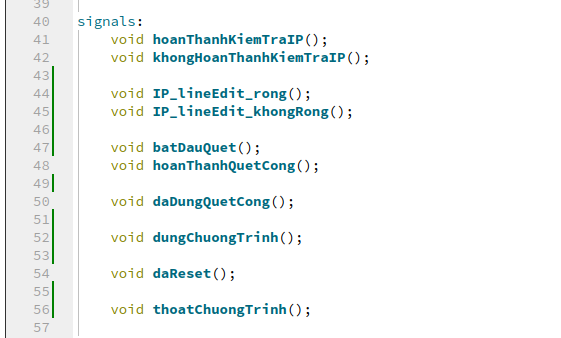 39
40 signals:
41 void hoanThanhKiemTraIP();
42 void khongHoanThanhKiemTraIP();
43
44 void IP_lineEdit_rong();
45 void IP_lineEdit_khongRong();
46
47 void batDauQuet();
48 void hoanThanhQuetCong();
49
50 void daDungQuetCong();
51
52 void dungChuongTrinh();
53
54 void daReset();
55
56 void thoatChuongTrinh();
57